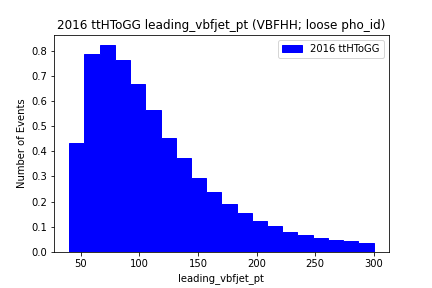 2016 ttHToGG leading_vbfjet_pt (VBFHH; loose pho_id)
2016 ttHToGG
0.8
0.7
0.6
0.5
0.4
0.3
0.2
0.1
0.0
Number of Events
50 100 150 200 250 300
leading_vbfjet_pt